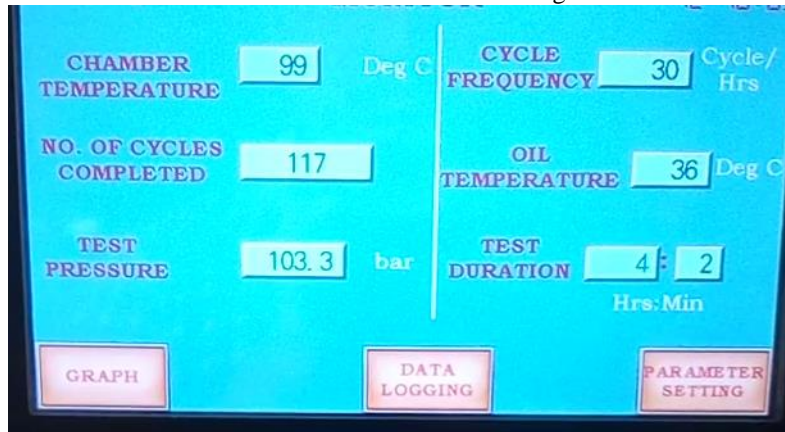 CHAMBER
TEMPERATURE
99
Deg C
CYCLE
FREQUENCY
30
Cycle/
Hrs
NO. OF CYCLES
COMPLETED
117
OIL
TEMPERATURE
36
Deg C
TEST
PRESSURE
103.3
bar
TEST
DURATION
4 : 2
Hrs:Min
GRAPH
DATA
LOGGING
PARAMETER
SETTING